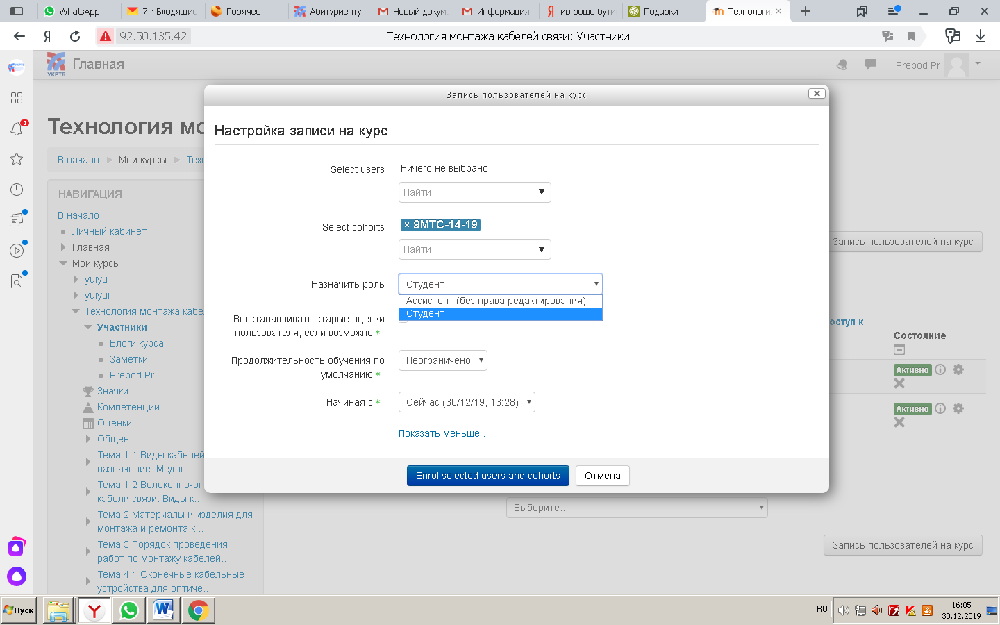 WhatsApp
7 · Входящие
Горячее
Абитуриенту
Новый докум
Информация
ив роше бути
Подарки
Технологи
92.50.135.42
Технология монтажа кабелей связи: Участники
УКРТБ
Главная
Prepod Pr
2
Запись пользователей на курс
Технология мо
Настройка записи на курс
В начало
Мои курсы
Техн
Select users
Ничего не выбрано
Найти
Select cohorts
× 9МТС-14-19
Найти
Назначить роль
Студент
Ассистент (без права редактирования)
Студент
Восстанавливать старые оценки
пользователя, если возможно *
Продолжительность обучения по
умолчанию *
Неограничено
Начиная с *
Сейчас (30/12/19, 13:28)
Показать меньше ...
Enrol selected users and cohorts
Отмена
НАВИГАЦИЯ
В начало
Личный кабинет
Главная
Мои курсы
yuiyu
yuiyui
Технология монтажа кабе
Участники
Блоги курса
Заметки
Prepod Pr
Значки
Компетенции
Оценки
Общее
Тема 1.1 Виды кабелей
назначение. Медно...
Тема 1.2 Волоконно-оп
кабели связи. Виды к...
Тема 2 Материалы и изделия для
монтажа и ремонта к...
Тема 3 Порядок проведения
работ по монтажу кабелей...
Тема 4.1 Оконечные кабельные
устройства для оптиче...
Запись пользователей на курс
оступ к
Состояние
Активно
Активно
Выберите...
Запись пользователей на курс
Пуск
RU
16:05
30.12.2019